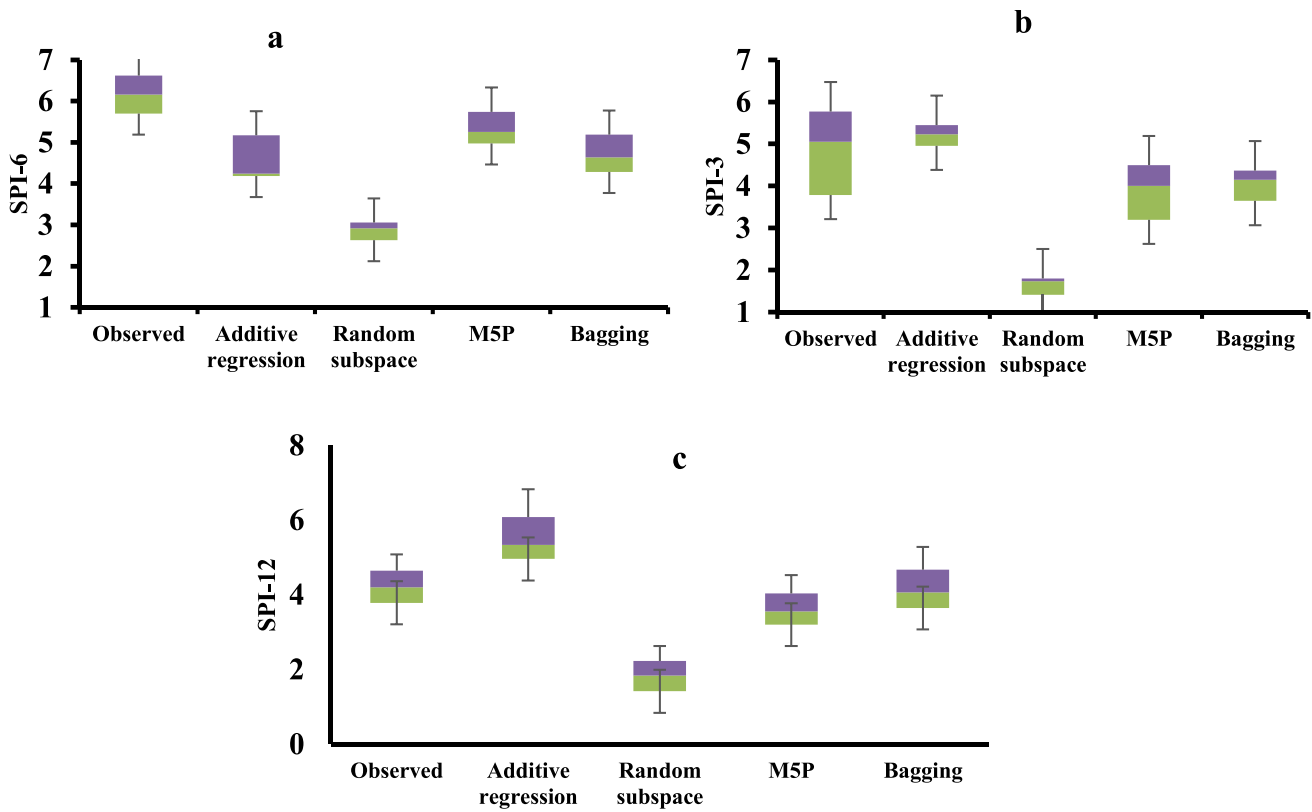 a
7
6
5
4
3
2
1
SPI-6
Observed
Additive
regression
Random
subspace
M5P
Bagging
b
7
6
5
4
3
2
1
SPI-3
Observed
Additive
regression
Random
subspace
M5P
Bagging
c
8
6
4
2
0
SPI-12
Observed
Additive
regression
Random
subspace
M5P
Bagging